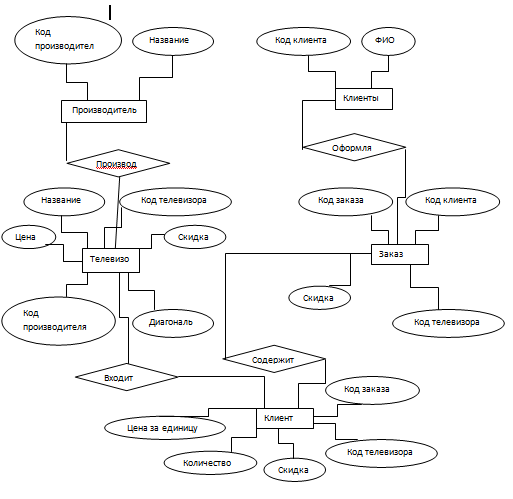 Код
производител
Название
Код клиента
ФИО
Производитель
Клиенты
Производ
Оформля
Название
Код телевизора
Код заказа
Код клиента
Цена
Скидка
Телевизо
Заказ
Скидка
Код
производителя
Диагональ
Код телевизора
Содержит
Входит
Код заказа
Клиент
Цена за единицу
Код телевизора
Количество
Скидка